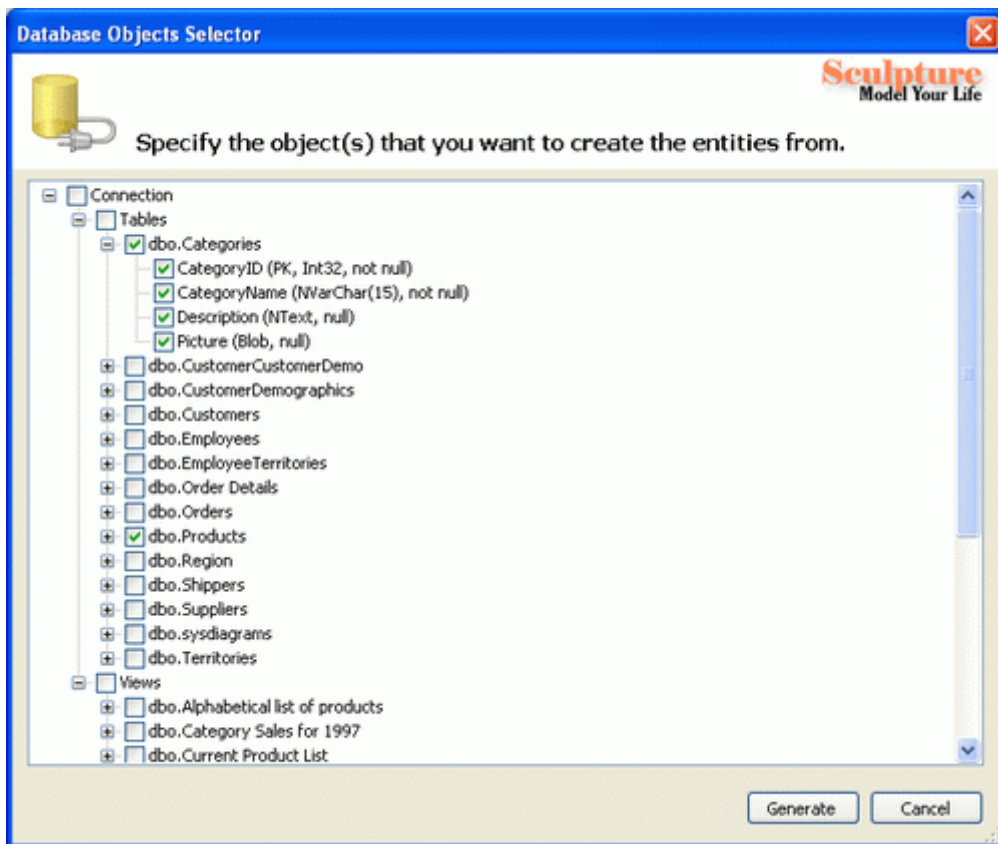 Database Objects Selector
Sculpture
Model Your Life
Specify the object(s) that you want to create the entities from.
Connection
Tables
dbo.Categories
CategoryID (PK, Int32, not null)
CategoryName (NVarChar(15), not null)
Description (NText, null)
Picture (Blob, null)
dbo.CustomerCustomerDemo
dbo.CustomerDemographics
dbo.Customers
dbo.Employees
dbo.EmployeeTerritories
dbo.Order Details
dbo.Orders
dbo.Products
dbo.Region
dbo.Shippers
dbo.Suppliers
dbo.sysdiagrams
dbo.Territories
Views
dbo.Alphabetical list of products
dbo.Category Sales for 1997
dbo.Current Product List
Generate Cancel